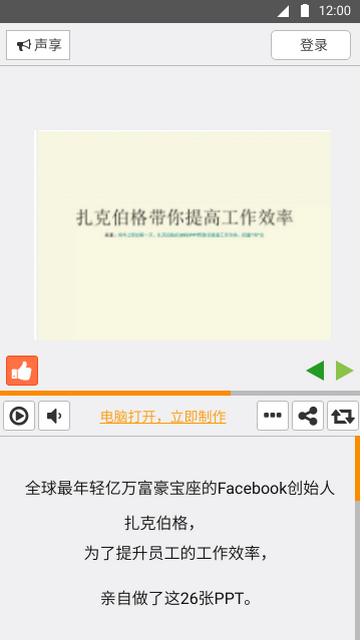 12:00
声享
登录
扎克伯格带你提高工作效率
电脑打开，立即制作
全球最年轻亿万富豪宝座的Facebook创始人
扎克伯格，
为了提升员工的工作效率，
亲自做了这26张PPT。